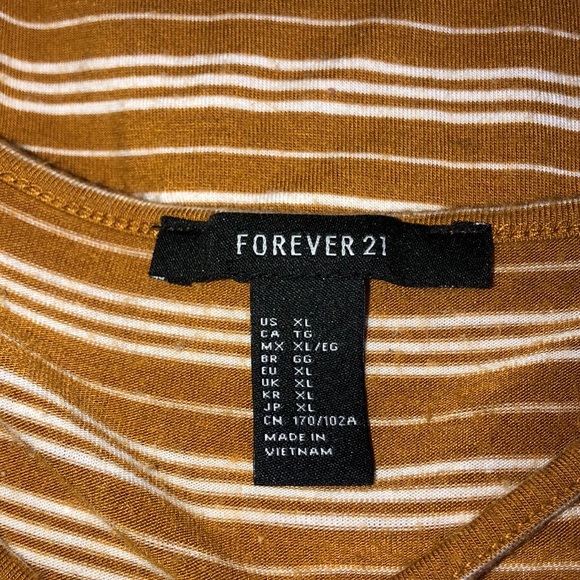 FOREVER 21
US XL
CA TG
MX XL/EG
BR GG
EU XL
UK XL
KR XL
JP XL
CN 170/102A
MADE IN
VIETNAM